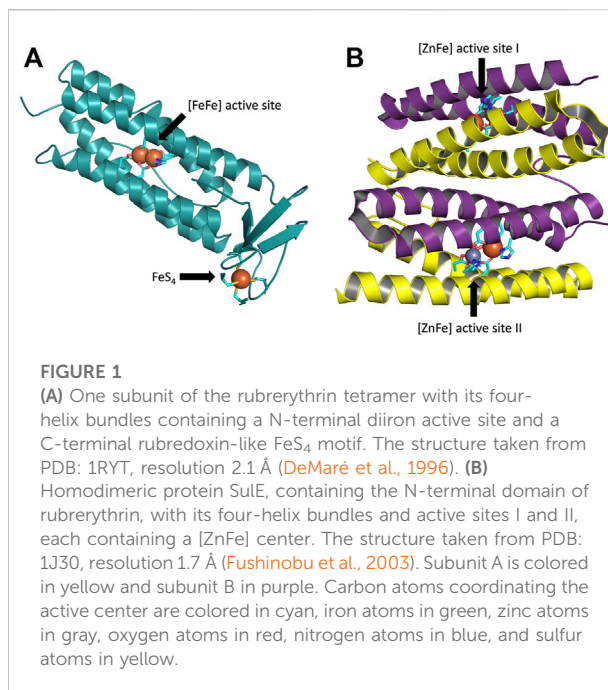 A
[FeFe] active site
FeS₄
B
[ZnFe] active site I
[ZnFe] active site II
FIGURE 1
(A) One subunit of the rubrerythrin tetramer with its four-
helix bundles containing a N-terminal diiron active site and a
C-terminal rubredoxin-like FeS₄ motif. The structure taken from
PDB: 1RYT, resolution 2.1 Å (DeMaré et al., 1996). (B)
Homodimeric protein SulE, containing the N-terminal domain of
rubrerythrin, with its four-helix bundles and active sites I and II,
each containing a [ZnFe] center. The structure taken from PDB:
1J30, resolution 1.7 Å (Fushinobu et al., 2003). Subunit A is colored
in yellow and subunit B in purple. Carbon atoms coordinating the
active center are colored in cyan, iron atoms in green, zinc atoms
in gray, oxygen atoms in red, nitrogen atoms in blue, and sulfur
atoms in yellow.